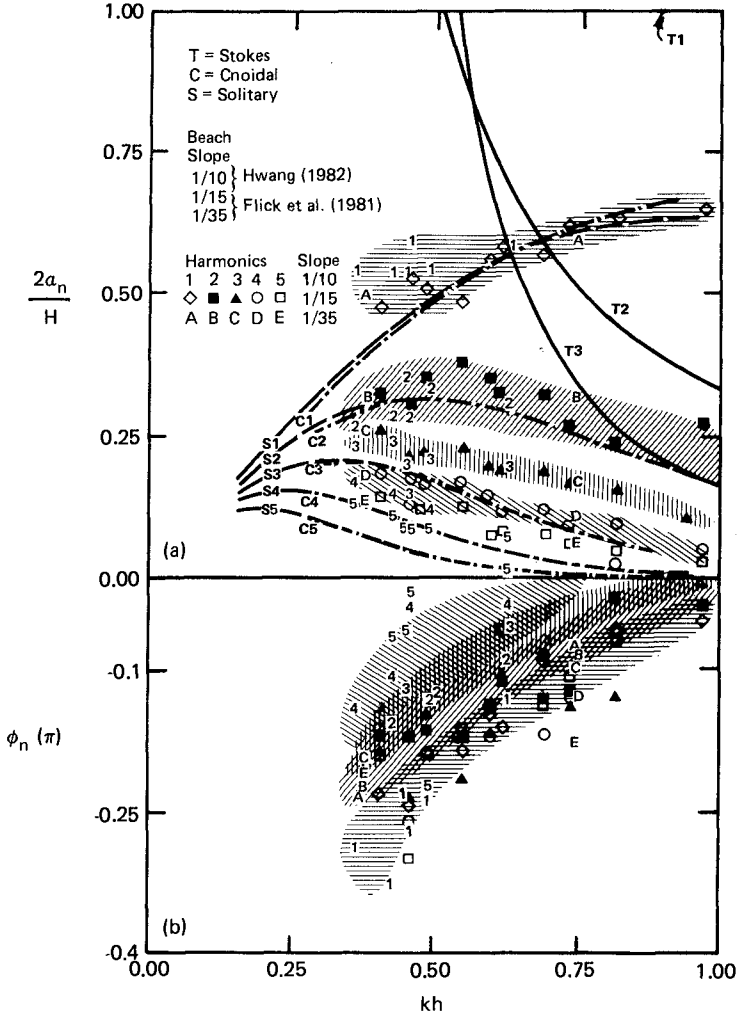 1.00
T1
T = Stokes
C = Cnoidal
S = Solitary
Beach
Slope
1/10 } Hwang (1982)
1/15 } Flick et al. (1981)
1/35
0.75
Harmonics Slope
1 2 3 4 5 1/10
◇ ■ ▲ ○ □ 1/15
A B C D E 1/35
2aₙ
H
0.50
T2
T3
0.25
S1
S2
S3
S4
S5
C1
C2
C3
C4
C5
(a)
0.00
-0.1
ϕₙ (π)
-0.25
(b)
-0.4
0.00 0.25 0.50 0.75 1.00
kh